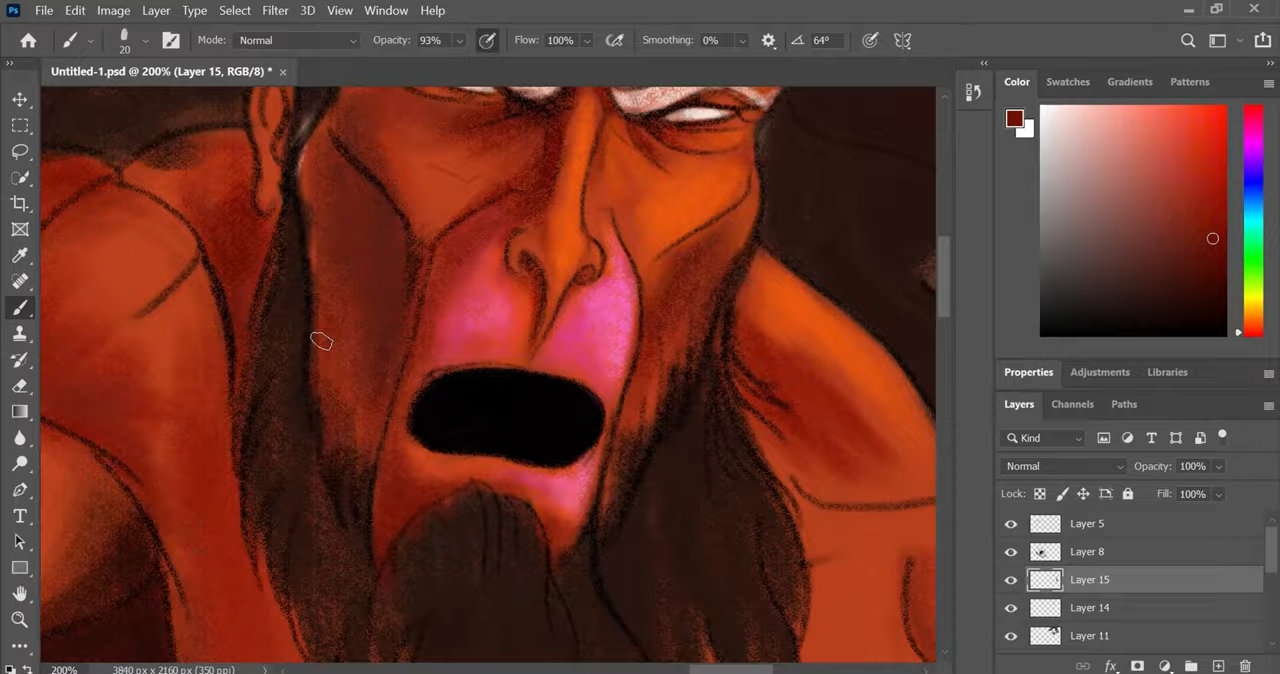 Ps File Edit Image Layer Type Select Filter 3D View Window Help
20 Mode: Normal Opacity: 93% Flow: 100% Smoothing: 0% 64°
Untitled-1.psd @ 200% (Layer 15, RGB/8) *
Color Swatches Gradients Patterns
Properties Adjustments Libraries
Layers Channels Paths
Kind
Normal Opacity: 100%
Lock: Fill: 100%
Layer 5
Layer 8
Layer 15
Layer 14
Layer 11
200% 3840 px x 2160 px (350 ppi)